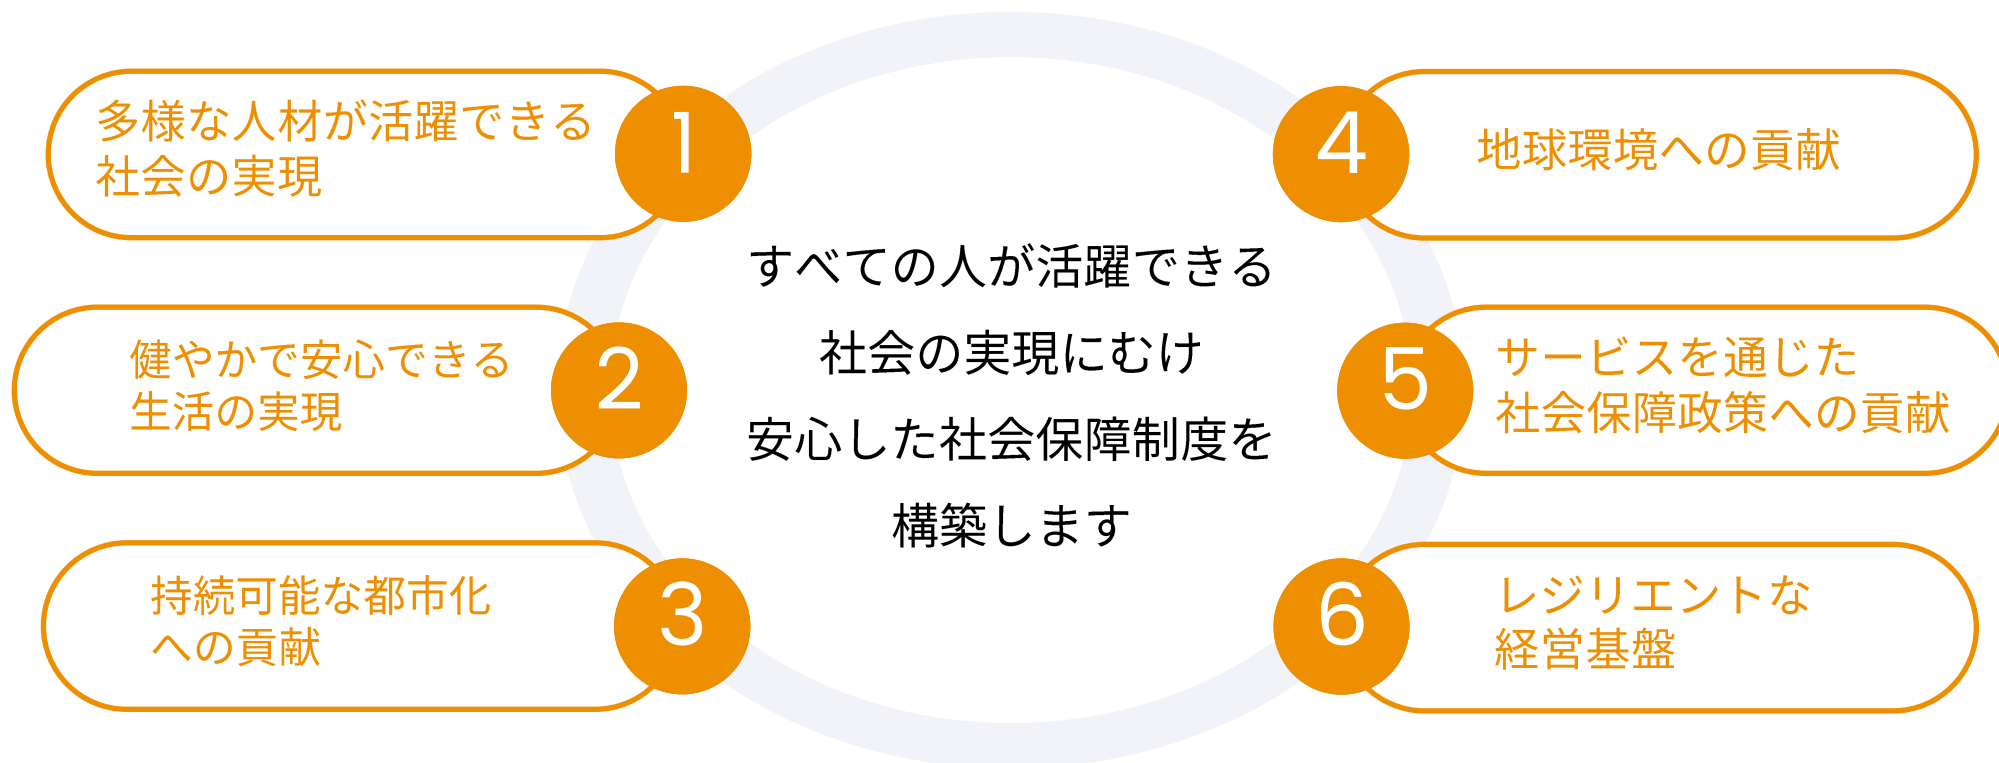 1
多様な人材が活躍できる
社会の実現
2
健やかで安心できる
生活の実現
3
持続可能な都市化
への貢献
すべての人が活躍できる
社会の実現にむけ
安心した社会保障制度を
構築します
4
地球環境への貢献
5
サービスを通じた
社会保障政策への貢献
6
レジリエントな
経営基盤